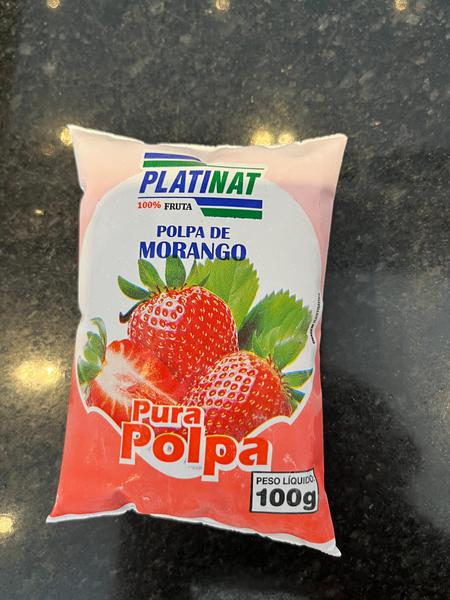 PLATINAT
100% FRUTA
POLPA DE
MORANGO
Pura
Polpa
PESO LÍQUIDO
100g